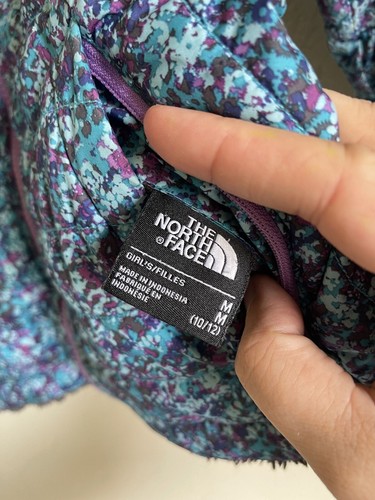 THE
NORTH
® FACE
GIRL'S/FILLES
MADE IN INDONESIA
FABRIQUÉ EN
INDONÉSIE
M
M
(10/12)